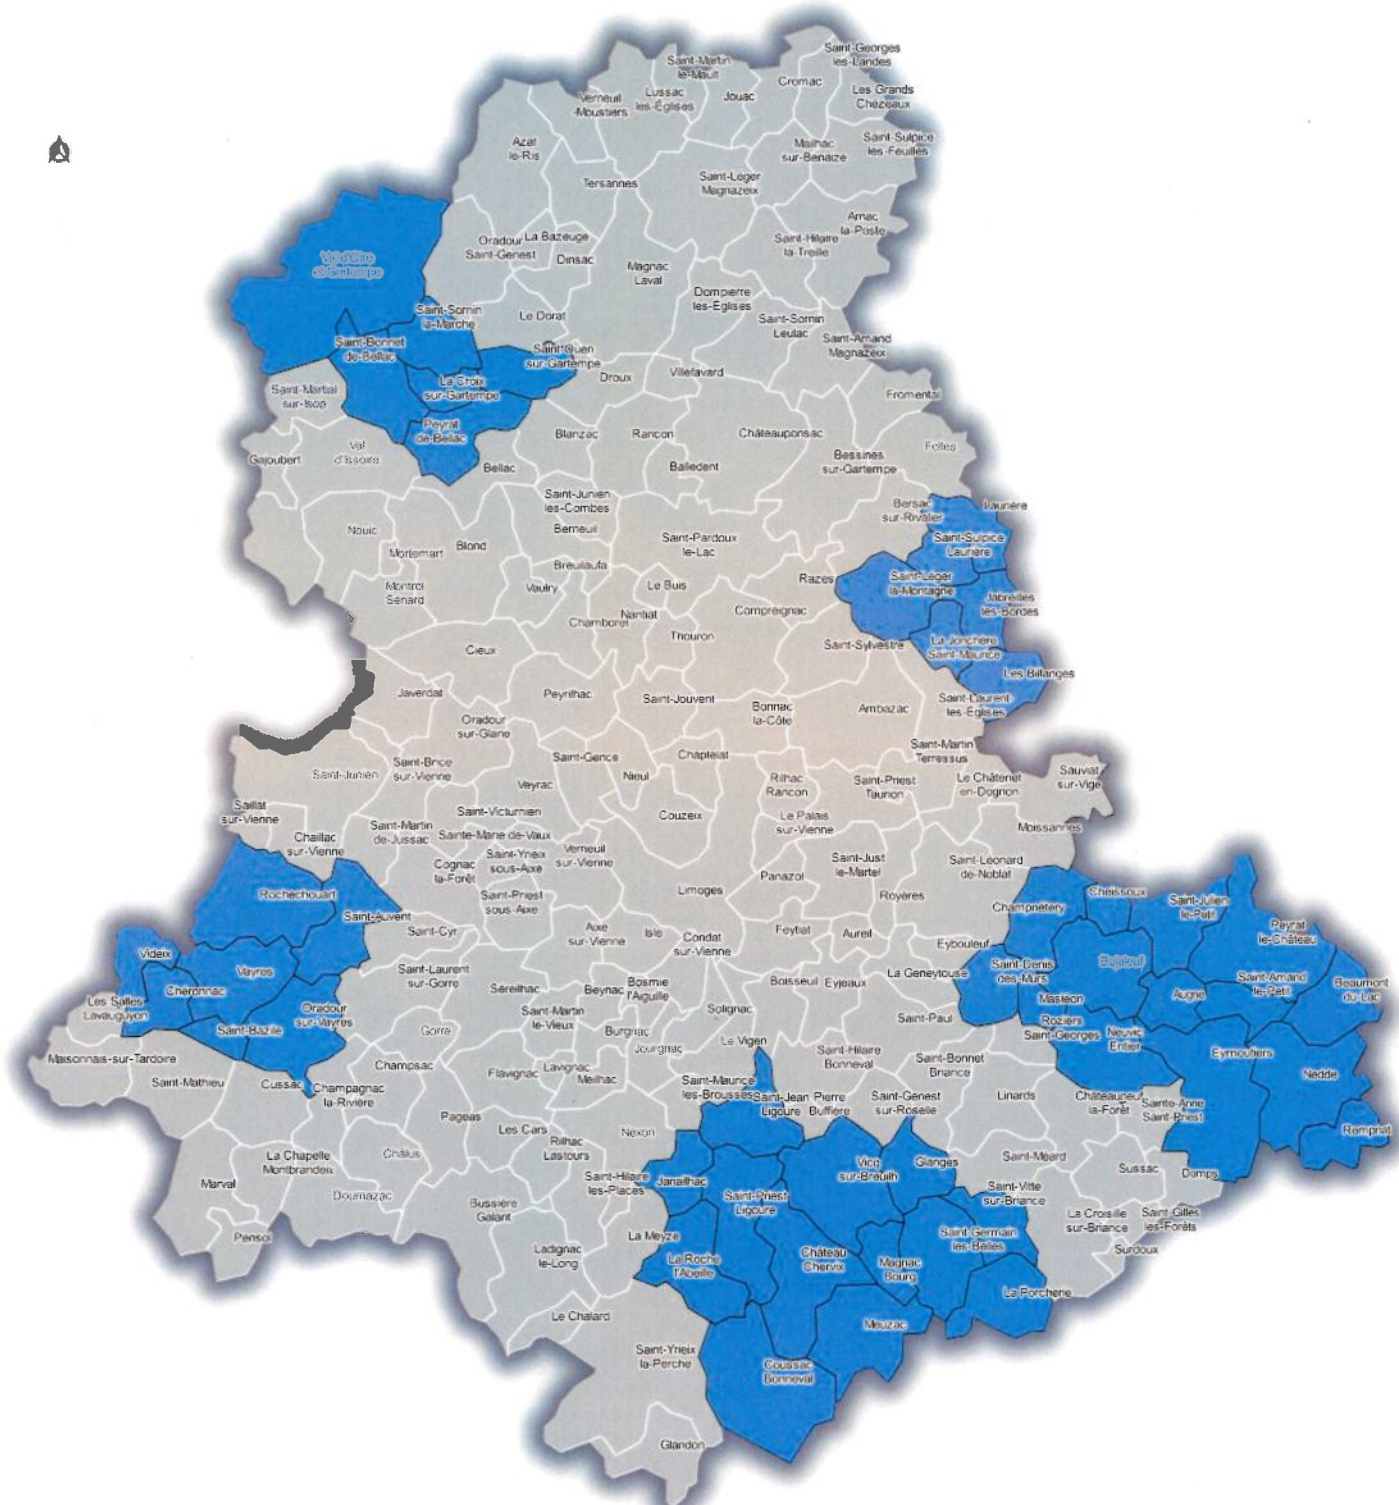 Saint-Georges
les-Landes
Saint-Martin
le-Mault
Cromac
Lussac
les-Églises
Jouac
Les Grands
Chézeaux
Verneuil
-Moustiers
Azat
le-Ris
Mailhac
sur-Benaize
Saint-Sulpice
les-Feuilles
Tersannes
Saint-Léger
Magnazeix
Arnac
la-Poste
Oradour
Saint-Genest
La Bazeuge
Dinsac
Saint-Hilaire
la-Treille
Magnac
Laval
Dompierre
les-Églises
Saint-Sornin
la-Marche
Le Dorat
Saint-Sornin
Leulac
Saint-Bonnet
de-Bellac
Saint-Ouen
sur-Gartempe
Saint-Amand
Magnazeix
Droux
Villefavard
La Croix
sur-Gartempe
Saint-Martial
sur-Isop
Fromental
Peyrat
de-Bellac
Blanzac
Rancon
Châteauponsac
Folles
Gajoubert
Val
d'Issoire
Bellac
Balledent
Bessines
sur-Gartempe
Saint-Junien
les-Combes
Bersac
sur-Rivalier
Laurière
Nouic
Mortemart
Blond
Berneuil
Saint-Pardoux
le-Lac
Saint-Sulpice
Laurière
Breuilaufa
Montrol
Sénard
Vaulry
Le Buis
Razès
Saint-Léger
la-Montagne
Jabreilles
les-Bordes
Chamboret
Nantiat
Compreignac
Thouron
Saint-Sylvestre
La Jonchère
Saint-Maurice
Cieux
Les Billanges
Javerdat
Peyrilhac
Saint-Jouvent
Bonnac
la-Côte
Ambazac
Saint-Laurent
les-Églises
Oradour
sur-Glane
Saint-Martin
Terressus
Saint-Junien
Saint-Brice
sur-Vienne
Saint-Gence
Nieul
Chaptelat
Veyrac
Rilhac
Rancon
Saint-Priest
Taurion
Le Châtenet
en-Dognon
Sauviat
sur-Vige
Saillat
sur-Vienne
Saint-Victurnien
Couzeix
Le Palais
sur-Vienne
Moissannes
Chaillac
sur-Vienne
Saint-Martin
de-Jussac
Sainte-Marie de-Vaux
Saint-Yrieix
sous-Aixe
Verneuil
sur-Vienne
Cognac
la-Forêt
Saint-Just
le-Martel
Saint-Léonard
de-Noblat
Panazol
Rochechouart
Saint-Priest
sous-Aixe
Limoges
Royères
Cheissoux
Saint-Julien
le-Petit
Champnétery
Saint-Auvent
Saint-Cyr
Aixe
sur-Vienne
Isle
Condat
sur-Vienne
Feytiat
Aureil
Eybouleuf
Peyrat
le-Château
Videix
Vayres
Saint-Laurent
sur-Gorre
Séreilhac
Beynac
Bosmie
l'Aiguille
Boisseuil
Eyjeaux
La Geneytouse
Saint-Denis
des-Murs
Bujaleuf
Saint-Amand
le-Petit
Beaumont
du-Lac
Chéronnac
Les Salles
Lavauguyon
Oradour
sur-Vayres
Saint-Bazile
Saint-Martin
le-Vieux
Solignac
Saint-Paul
Masléon
Augne
Gorre
Burgnac
Jourgnac
Le Vigen
Roziers
Saint-Georges
Neuvic
Entier
Eymoutiers
Maisonnais-sur-Tardoire
Saint-Mathieu
Cussac
Champagnac
la-Rivière
Champsac
Flavignac
Lavignac
Meilhac
Saint-Maurice
les-Brousses
Saint-Hilaire
Bonneval
Saint-Bonnet
Briance
Nedde
Saint-Jean
Ligoure
Pierre
Buffière
Saint-Genest
sur-Roselle
Linards
Châteauneuf
la-Forêt
Sainte-Anne
Saint-Priest
Rempnat
Pageas
Les Cars
Rilhac
Lastours
Nexon
La Chapelle
Montbrandeix
Châlus
Marval
Dournazac
Saint-Hilaire
les-Places
Janailhac
Vicq
sur-Breuilh
Glanges
Saint-Méard
Sussac
Domps
Bussière
Galant
Saint-Priest
Ligoure
Saint-Vitte
sur-Briance
La Croisille
sur-Briance
Saint-Gilles
les-Forêts
Pensol
La Meyze
Saint-Germain
les-Belles
Surdoux
Ladignac
le-Long
La Roche
l'Abeille
Château
Chervix
Magnac
Bourg
La Porcherie
Le Chalard
Meuzac
Saint-Yrieix
la-Perche
Coussac
Bonneval
Glandon